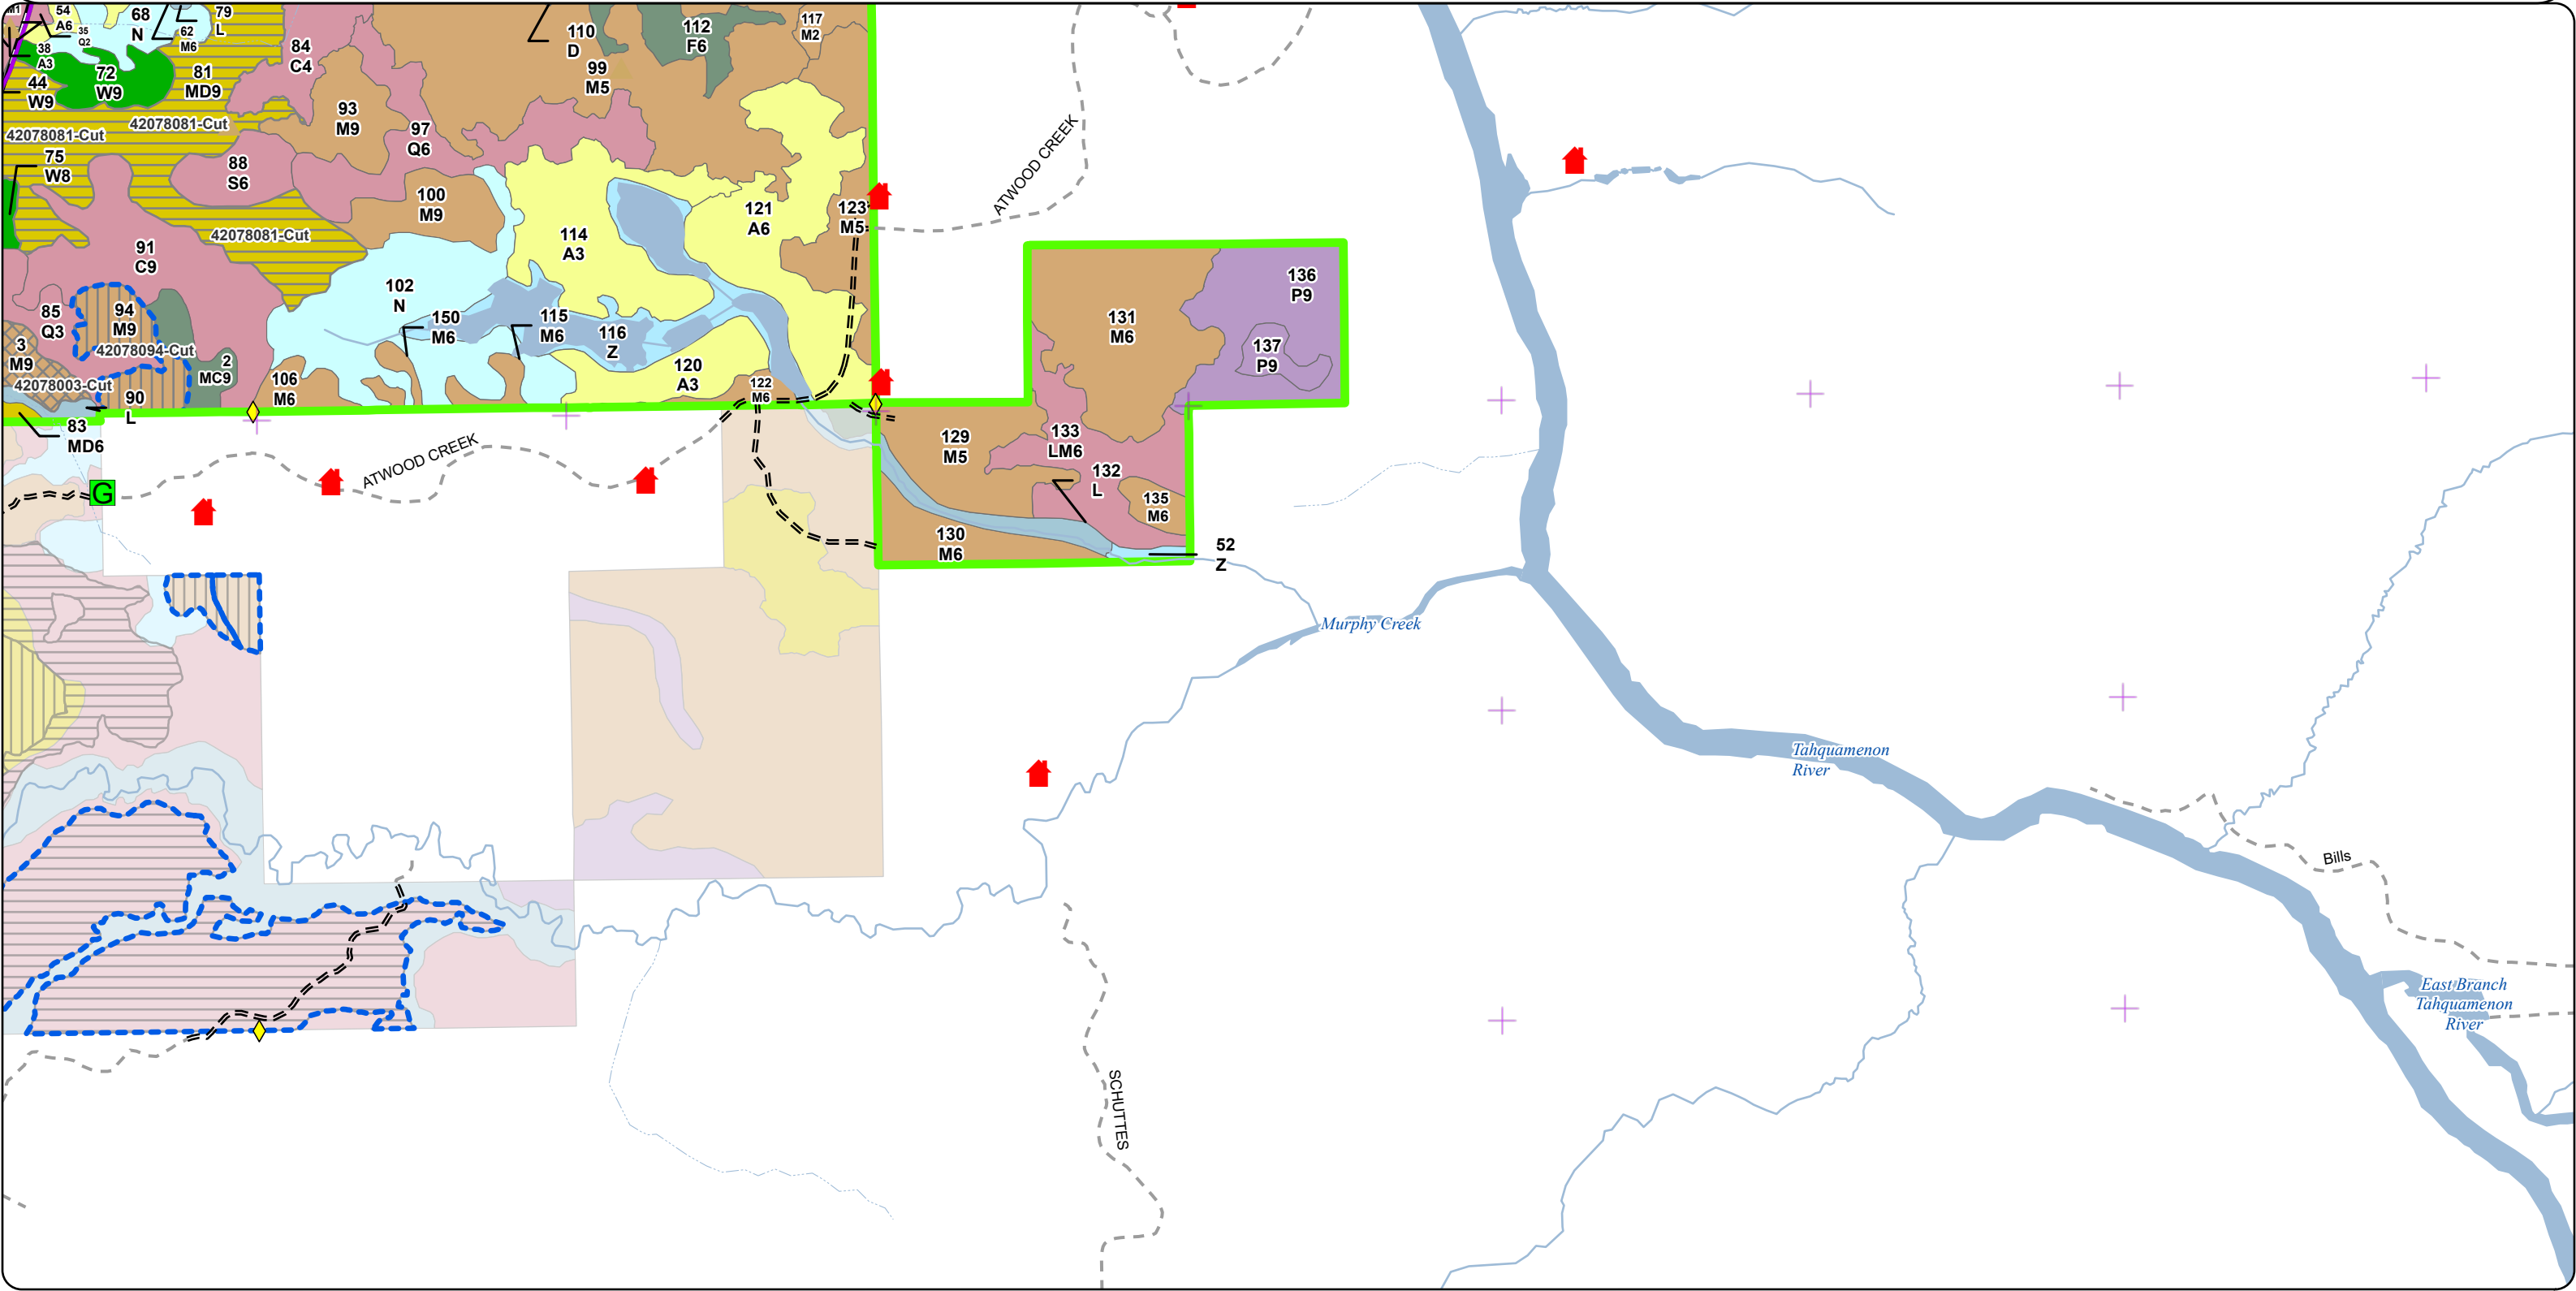 M1
54
A6
35
Q2
38
A3
44
W9
68
N
62
M6
79
L
72
W9
81
MD9
84
C4
110
D
99
M5
112
F6
117
M2
93
M9
97
Q6
42078081-Cut
42078081-Cut
75
W8
88
S6
100
M9
42078081-Cut
91
C9
114
A3
121
A6
123
M5
ATWOOD CREEK
102
N
85
Q3
94
M9
150
M6
115
M6
116
Z
3
M9
42078094-Cut
2
MC9
42078003-Cut
106
M6
120
A3
122
M6
90
L
83
MD6
ATWOOD CREEK
131
M6
136
P9
137
P9
129
M5
133
LM6
132
L
135
M6
130
M6
52
Z
Murphy Creek
Tahquamenon
River
Bills
East Branch
Tahquamenon
River
SCHUTTES
G